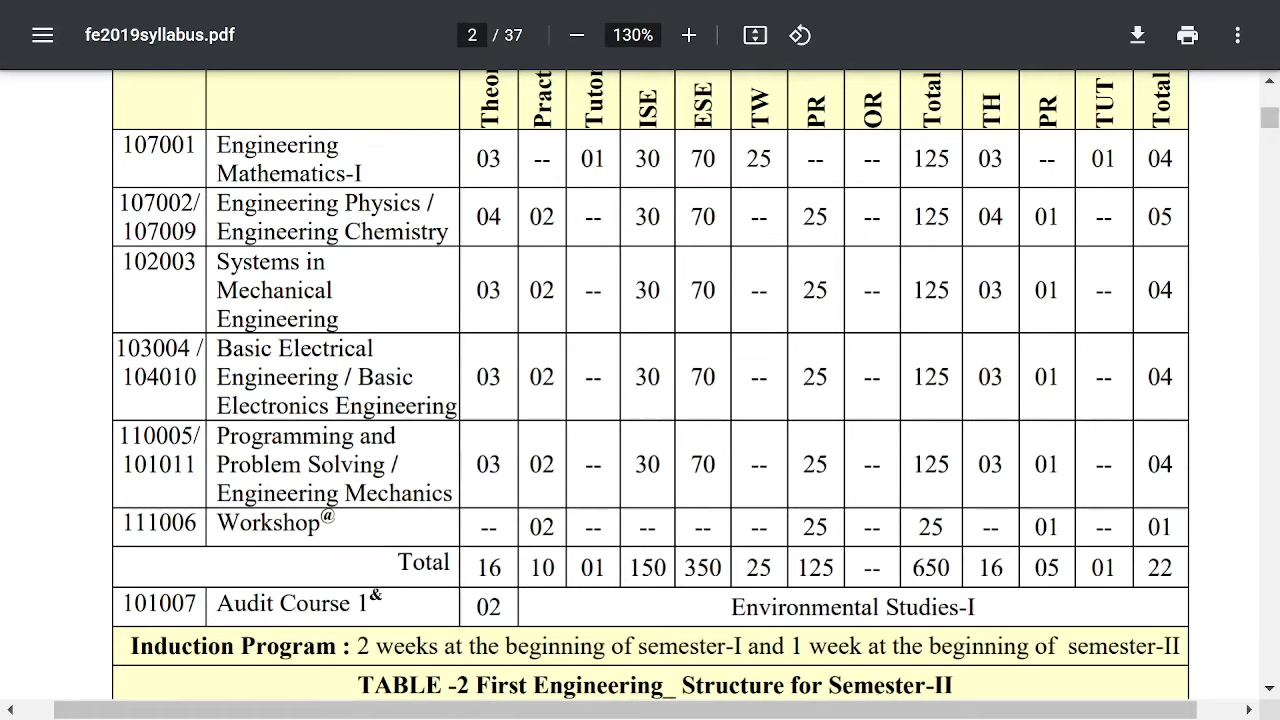 fe2019syllabus.pdf 2 / 37 130%
Theor Pract Tutor ISE ESE TW PR OR Total TH PR TUT Total
107001 Engineering
Mathematics-I 03 -- 01 30 70 25 -- -- 125 03 -- 01 04
107002/ Engineering Physics /
107009 Engineering Chemistry 04 02 -- 30 70 -- 25 -- 125 04 01 -- 05
102003 Systems in
Mechanical 03 02 -- 30 70 -- 25 -- 125 03 01 -- 04
Engineering
103004 / Basic Electrical
104010 Engineering / Basic 03 02 -- 30 70 -- 25 -- 125 03 01 -- 04
Electronics Engineering
110005/ Programming and
101011 Problem Solving / 03 02 -- 30 70 -- 25 -- 125 03 01 -- 04
Engineering Mechanics
111006 Workshop@ -- 02 -- -- -- -- 25 -- 25 -- 01 -- 01
Total 16 10 01 150 350 25 125 -- 650 16 05 01 22
101007 Audit Course 1& 02 Environmental Studies-I
Induction Program : 2 weeks at the beginning of semester-I and 1 week at the beginning of semester-II
TABLE -2 First Engineering_ Structure for Semester-II